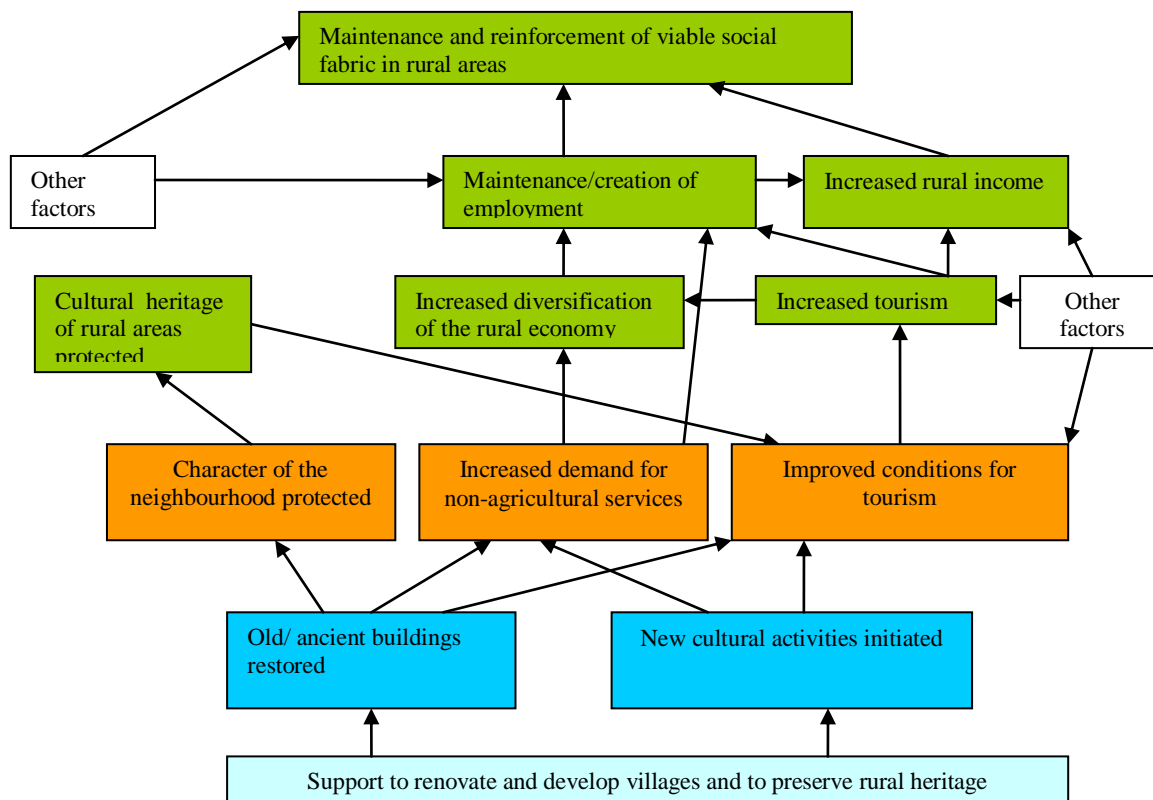 Maintenance and reinforcement of viable social
fabric in rural areas
Other
factors
Maintenance/creation of
employment
Increased rural income
Cultural heritage
of rural areas
protected
Increased diversification
of the rural economy
Increased tourism
Other
factors
Character of the
neighbourhood protected
Increased demand for
non-agricultural services
Improved conditions for
tourism
Old/ ancient buildings
restored
New cultural activities initiated
Support to renovate and develop villages and to preserve rural heritage